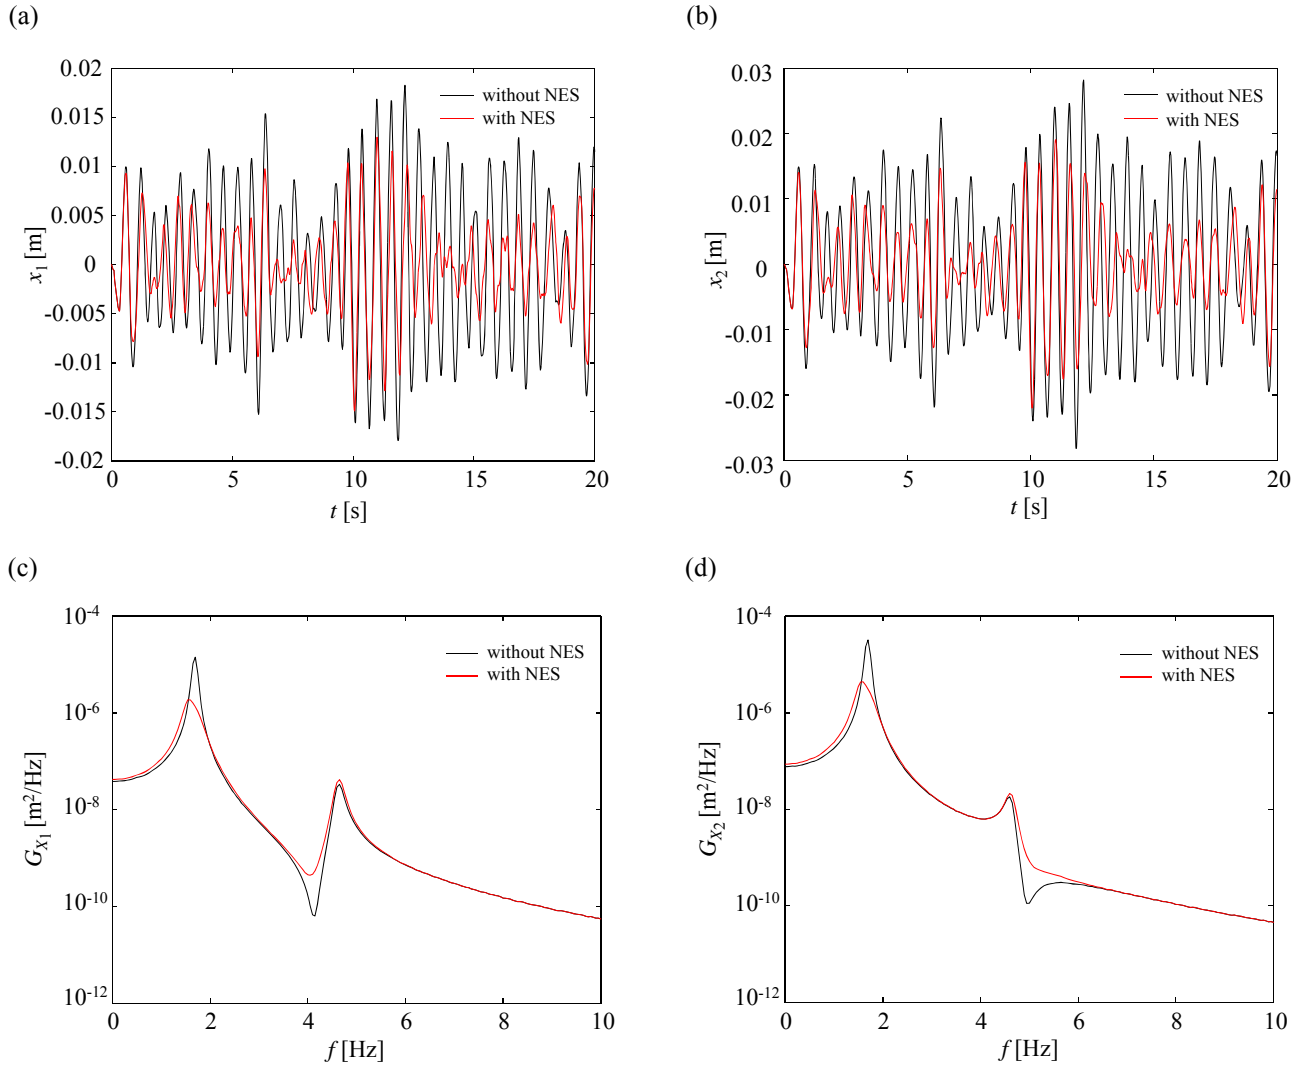 (a)
0.02
0.015
0.01
0.005
0
-0.005
-0.01
-0.015
-0.02
x1 [m]
without NES
with NES
0 5 10 15 20
t [s]
(b)
0.03
0.02
0.01
0
-0.01
-0.02
-0.03
x2 [m]
without NES
with NES
0 5 10 15 20
t [s]
(c)
10-4
10-6
10-8
10-10
10-12
GX1 [m2/Hz]
without NES
with NES
0 2 4 6 8 10
f [Hz]
(d)
10-4
10-6
10-8
10-10
10-12
GX2 [m2/Hz]
without NES
with NES
0 2 4 6 8 10
f [Hz]